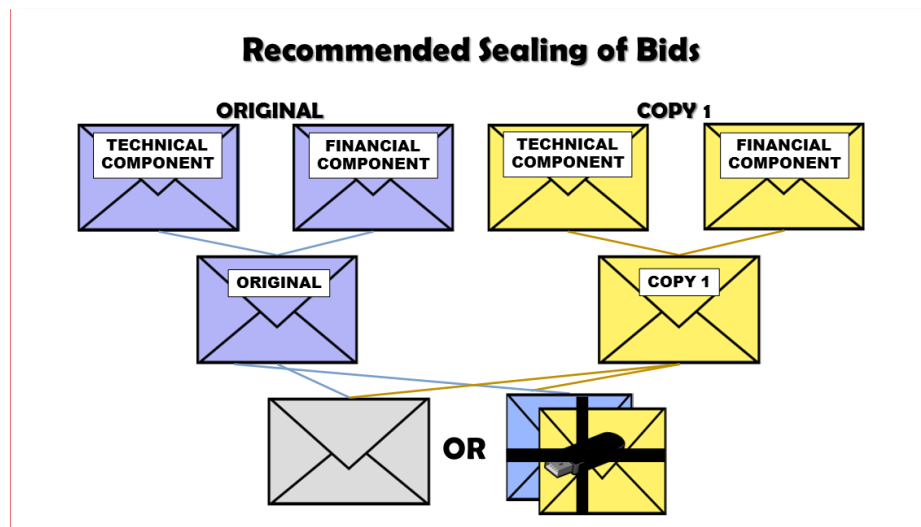 Recommended Sealing of Bids
ORIGINAL
COPY 1
TECHNICAL
COMPONENT
FINANCIAL
COMPONENT
TECHNICAL
COMPONENT
FINANCIAL
COMPONENT
ORIGINAL
COPY 1
OR